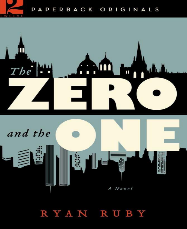 12
PAPERBACK ORIGINALS
The
ZERO
and the
ONE
A Novel
RYAN RUBY